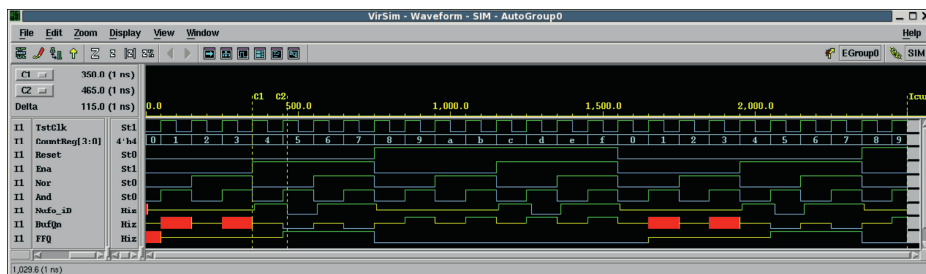 VirSim - Waveform - SIM - AutoGroup0
File Edit Zoom Display View Window Help
EGroup0 SIM
C1 350.0 (1 ns)
C2 465.0 (1 ns)
Delta 115.0 (1 ns)
C1 C2
0.0 500.0 1,000.0 1,500.0 2,000.0
I1 TstClk St1
I1 CountReg[3:0] 4'h4 0 1 2 3 4 5 6 7 8 9 a b c d e f 0 1 2 3 4 5 6 7 8 9
I1 Reset St0
I1 Ena St1
I1 Nor St0
I1 And St0
I1 Nufo_iD Hiz
I1 BufQn Hiz
I1 FFQ Hiz
1,029.6 (1 ns)